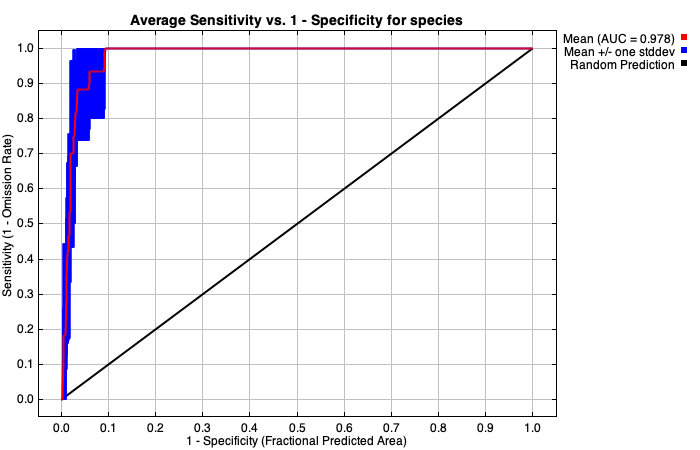 Average Sensitivity vs. 1 - Specificity for species
Mean (AUC = 0.978)
Mean +/- one stddev
Random Prediction
Sensitivity (1 - Omission Rate)
1.0
0.9
0.8
0.7
0.6
0.5
0.4
0.3
0.2
0.1
0.0
0.0 0.1 0.2 0.3 0.4 0.5 0.6 0.7 0.8 0.9 1.0
1 - Specificity (Fractional Predicted Area)